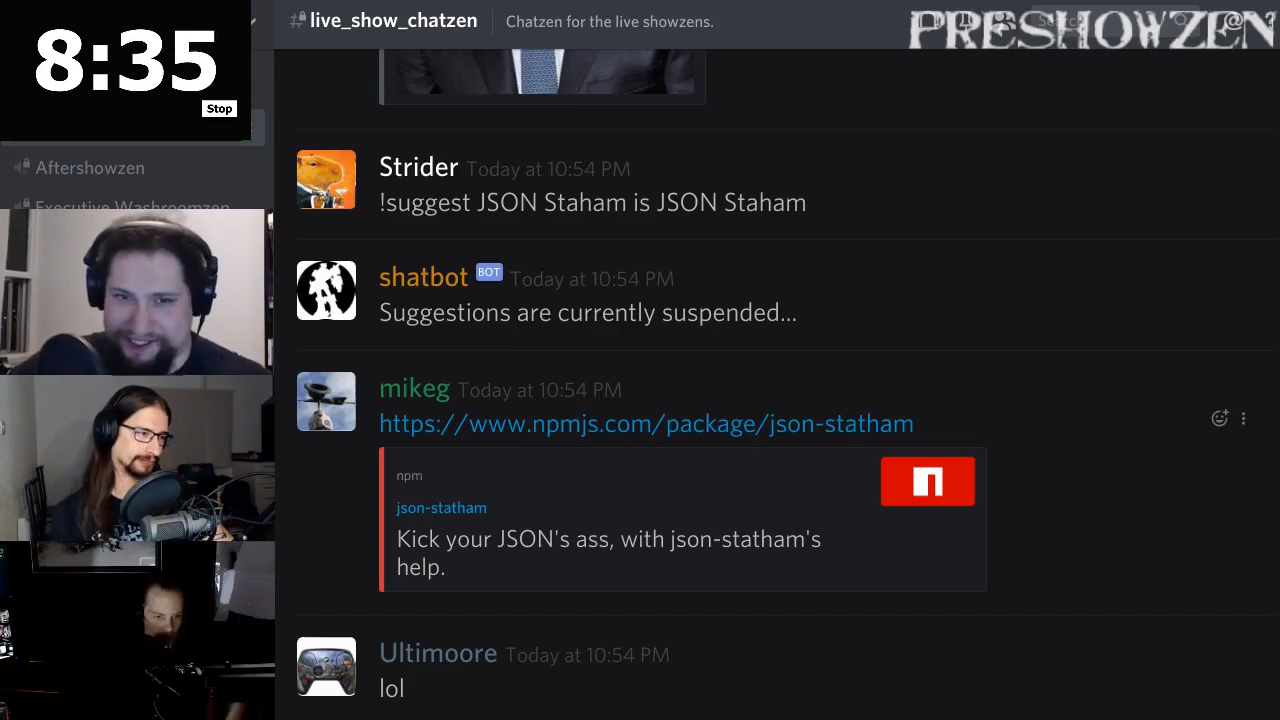 8:35
Stop
live_show_chatzen
Chatzen for the live showzens.
PRESHOWZEN
Search
Aftershowzen
Executive Washroomzen
Strider Today at 10:54 PM
!suggest JSON Staham is JSON Staham
shatbot BOT Today at 10:54 PM
Suggestions are currently suspended...
mikeg Today at 10:54 PM
https://www.npmjs.com/package/json-statham
npm
json-statham
Kick your JSON's ass, with json-statham's
help.
Ultimoore Today at 10:54 PM
lol